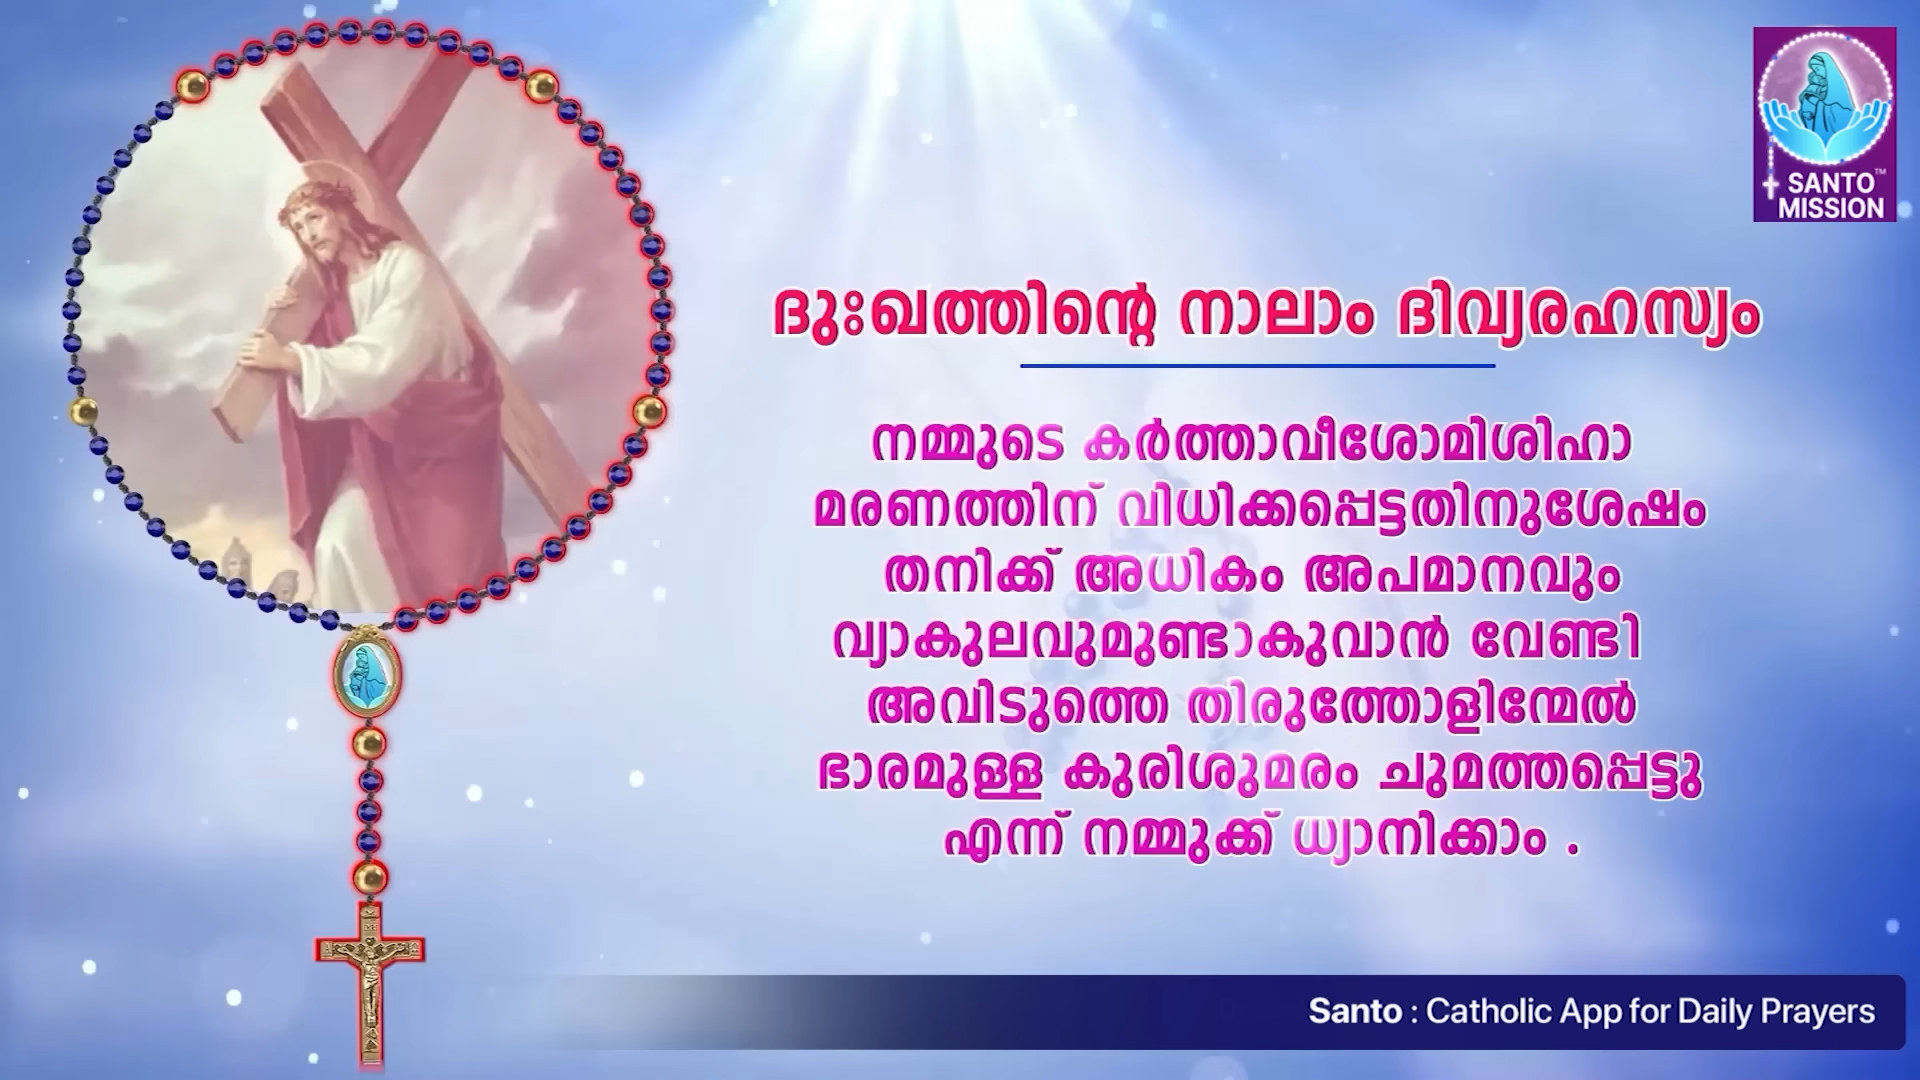 SANTO™
MISSION
ദുഃഖത്തിന്റെ നാലാം ദിവ്യരഹസ്യം
നമ്മുടെ കർത്താവീശോമിശിഹാ
മരണത്തിന് വിധിക്കപ്പെട്ടതിനുശേഷം
തനിക്ക് അധികം അപമാനവും
വ്യാകുലവുമുണ്ടാകുവാൻ വേണ്ടി
അവിടുത്തെ തിരുത്തോളിന്മേൽ
ഭാരമുള്ള കുരിശുമരം ചുമത്തപ്പെട്ടു
എന്ന് നമ്മുക്ക് ധ്യാനിക്കാം .
Santo : Catholic App for Daily Prayers